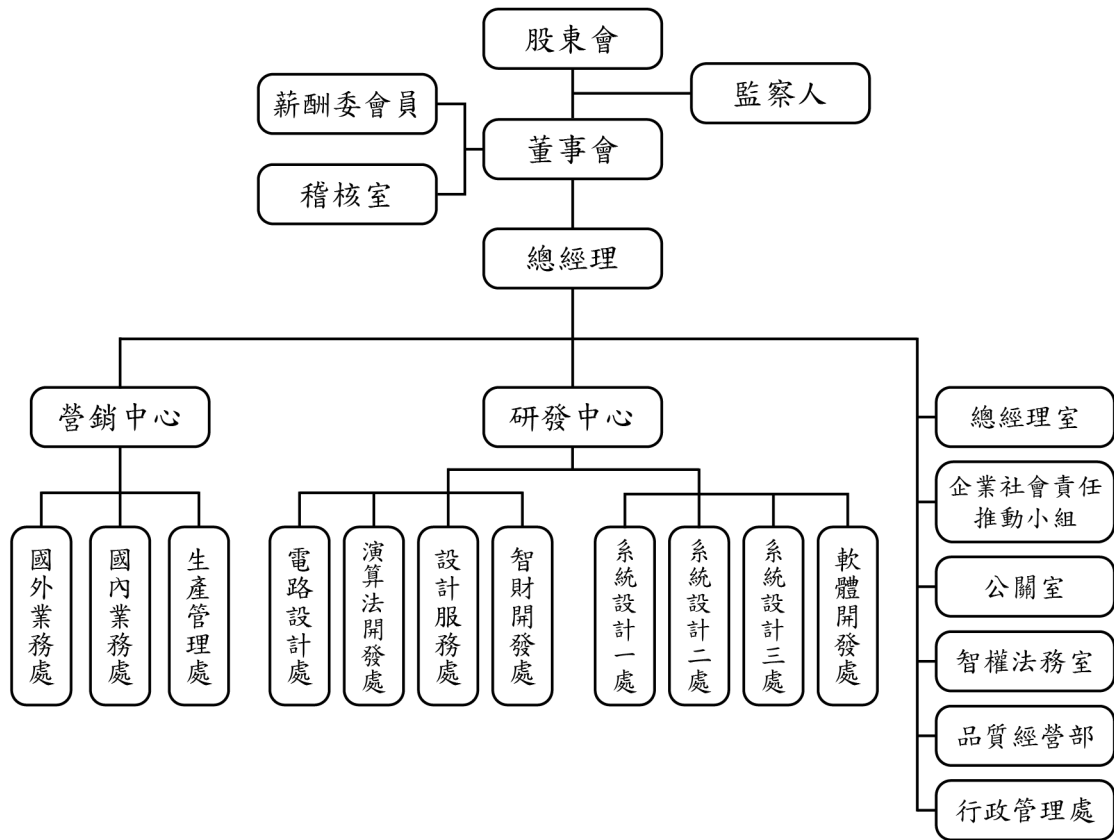 股東會
監察人
薪酬委會員
董事會
稽核室
總經理
營銷中心
研發中心
總經理室
企業社會責任
推動小組
公關室
智權法務室
品質經營部
行政管理處
國外業務處
國內業務處
生產管理處
電路設計處
演算法開發處
設計服務處
智財開發處
系統設計一處
系統設計二處
系統設計三處
軟體開發處